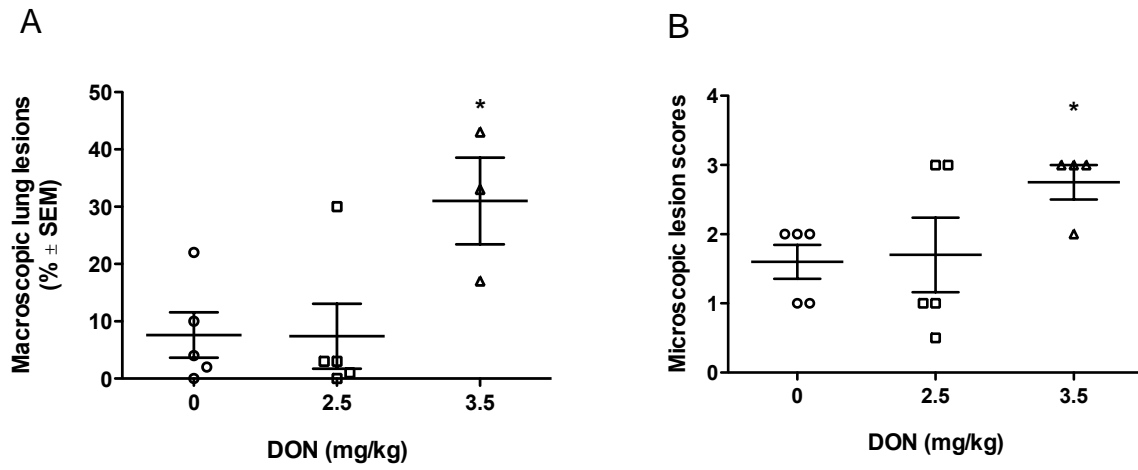 A
Macroscopic lung lesions
(% ± SEM)
50
40
30
20
10
0
*
0 2.5 3.5
DON (mg/kg)
B
Microscopic lesion scores
4
3
2
1
0
*
0 2.5 3.5
DON (mg/kg)